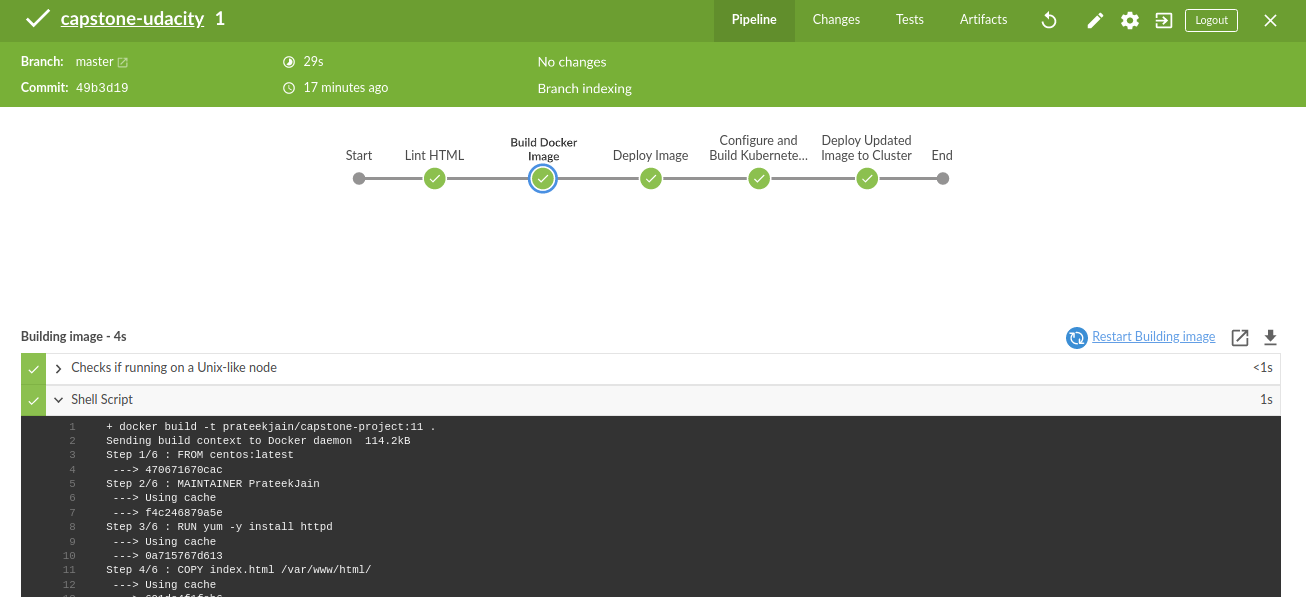 capstone-udacity 1
Pipeline Changes Tests Artifacts Logout
Branch: master 29s No changes
Commit: 49b3d19 17 minutes ago Branch indexing
Start
Lint HTML
Build Docker
Image
Deploy Image
Configure and
Build Kubernete...
Deploy Updated
Image to Cluster
End
Building image - 4s Restart Building image
Checks if running on a Unix-like node <1s
Shell Script 1s
1 + docker build -t prateekjain/capstone-project:11 .
2 Sending build context to Docker daemon 114.2kB
3 Step 1/6 : FROM centos:latest
4 ---> 470671670cac
5 Step 2/6 : MAINTAINER PrateekJain
6 ---> Using cache
7 ---> f4c246879a5e
8 Step 3/6 : RUN yum -y install httpd
9 ---> Using cache
10 ---> 0a715767d613
11 Step 4/6 : COPY index.html /var/www/html/
12 ---> Using cache